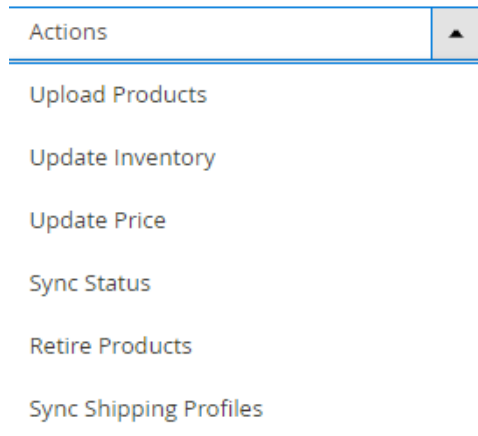 Actions
Upload Products
Update Inventory
Update Price
Sync Status
Retire Products
Sync Shipping Profiles